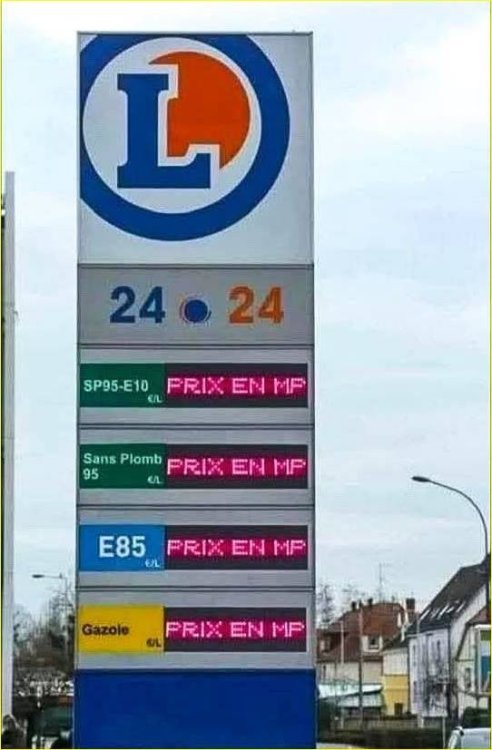 L
24 24
SP95-E10
€/L
PRIX EN MP
Sans Plomb
95
€/L
PRIX EN MP
E85
€/L
PRIX EN MP
Gazole
€/L
PRIX EN MP